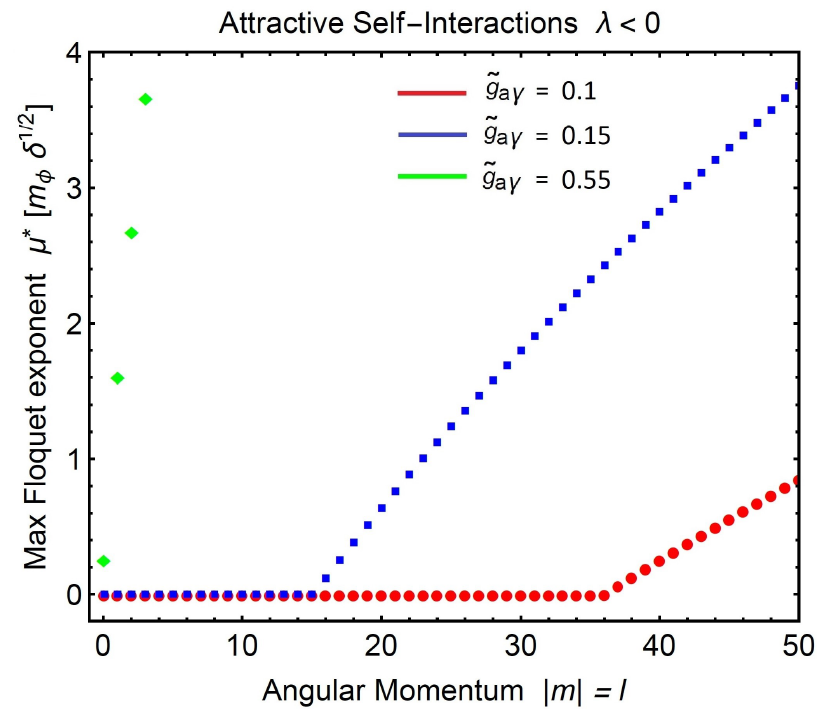 Attractive Self−Interactions λ < 0
4
3
2
1
0
Max Floquet exponent μ* [m_ϕ δ^1/2]
g̃_aγ = 0.1
g̃_aγ = 0.15
g̃_aγ = 0.55
0 10 20 30 40 50
Angular Momentum |m| = l